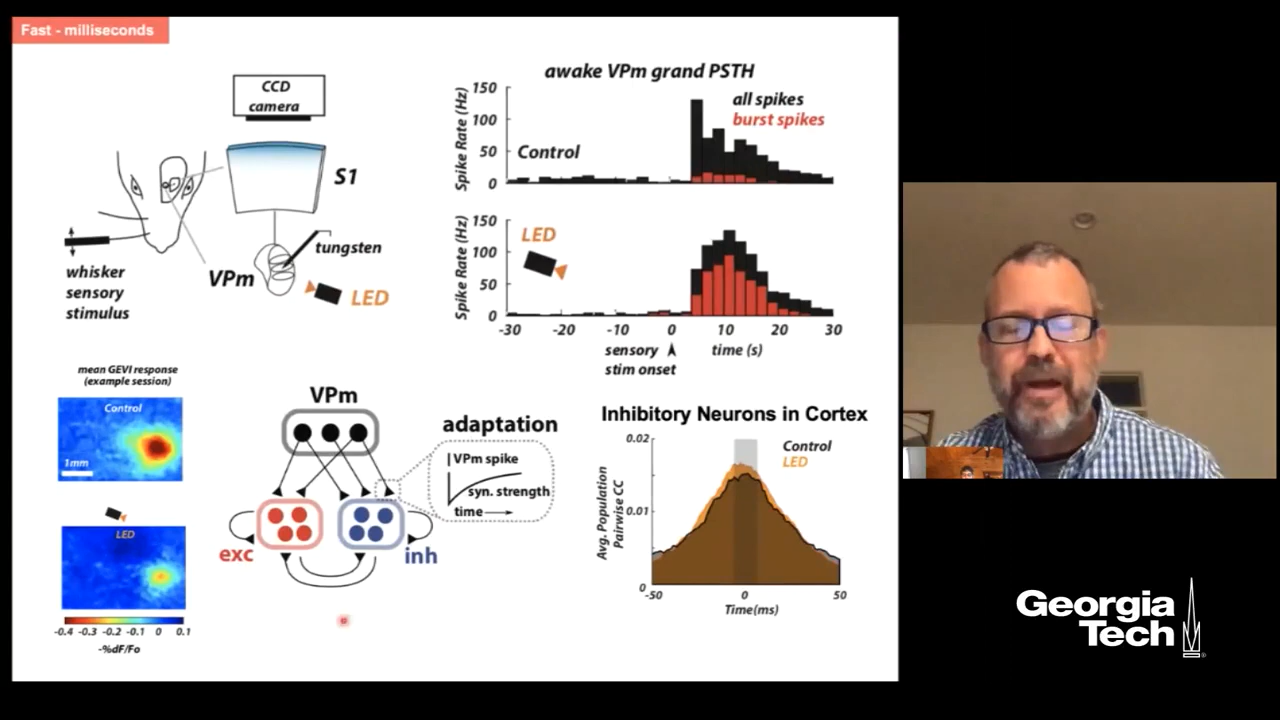 Fast - milliseconds
CCD
camera
S1
tungsten
VPm
LED
whisker
sensory
stimulus
awake VPm grand PSTH
150
100
50
0
Spike Rate (Hz)
all spikes
burst spikes
Control
150
100
50
0
Spike Rate (Hz)
LED
-30 -20 -10 0 10 20 30
sensory
stim onset
time (s)
mean GEVI response
(example session)
Control
1mm
LED
-0.4 -0.3 -0.2 -0.1 0 0.1
-%dF/Fo
VPm
exc
inh
adaptation
VPm spike
syn. strength
time
Inhibitory Neurons in Cortex
0.02
0.01
0
Avg. Population
Pairwise CC
Control
LED
-50 0 50
Time(ms)
Georgia
Tech